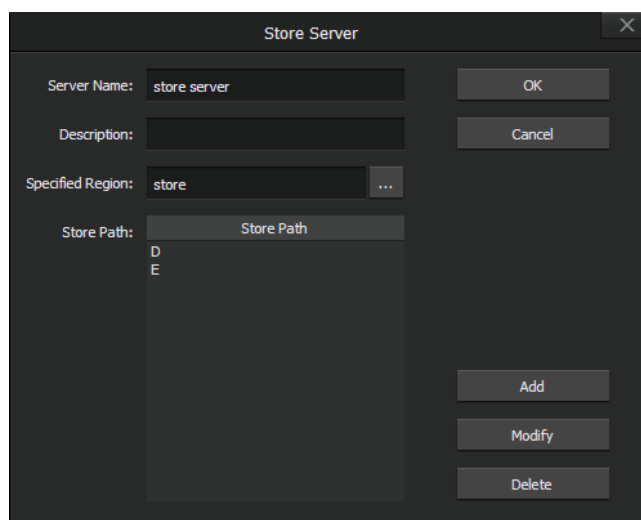 Store Server
Server Name: store server OK
Description: Cancel
Specified Region: store ...
Store Path: Store Path
D
E
Add
Modify
Delete